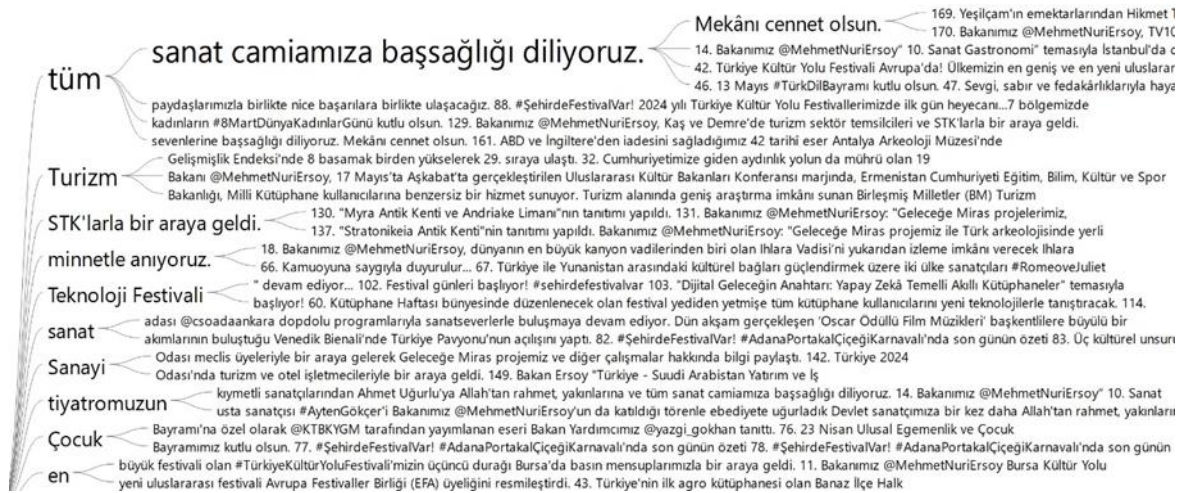 169. Yeşilçam'ın emektarlarından Hikmet
Mekânı cennet olsun.
170. Bakanımız @MehmetNuriErsoy, TV10
sanat camiamıza başsağlığı diliyoruz.
14. Bakanımız @MehmetNuriErsoy" 10. Sanat Gastronomi" temasıyla İstanbul'da
42. Türkiye Kültür Yolu Festivali Avrupa'da! Ülkemizin en geniş ve en yeni uluslarar
46. 13 Mayıs #TürkDilBayramı kutlu olsun. 47. Sevgi, sabır ve fedakârlıklarıyla haya
tüm
paydaşlarımızla birlikte nice başarılara birlikte ulaşacağız. 88. #ŞehirdeFestivalVar! 2024 yılı Türkiye Kültür Yolu Festivallerimizde ilk gün heyecanı...7 bölgemizde
kadınların #8MartDünyaKadınlarGünü kutlu olsun. 129. Bakanımız @MehmetNuriErsoy, Kaş ve Demre'de turizm sektör temsilcileri ve STK'larla bir araya geldi.
sevenlerine başsağlığı diliyoruz. Mekânı cennet olsun. 161. ABD ve İngiltere'den iadesini sağladığımız 42 tarihî eser Antalya Arkeoloji Müzesi'nde
Turizm
Gelişmişlik Endeksi'nde 8 basamak birden yükselerek 29. sıraya ulaştı. 32. Cumhuriyetimize giden aydınlık yolun da mührü olan 19
Bakanı @MehmetNuriErsoy, 17 Mayıs'ta Aşkabat'ta gerçekleştirilen Uluslararası Kültür Bakanları Konferansı marjında, Ermenistan Cumhuriyeti Eğitim, Bilim, Kültür ve Spor
Bakanlığı, Milli Kütüphane kullanıcılarına benzersiz bir hizmet sunuyor. Turizm alanında geniş araştırma imkânı sunan Birleşmiş Milletler (BM) Turizm
STK'larla bir araya geldi.
130. "Myra Antik Kenti ve Andriake Limanı"nın tanıtımı yapıldı. 131. Bakanımız @MehmetNuriErsoy: "Geleceğe Miras projelerimiz,
137. "Stratonikeia Antik Kenti"nin tanıtımı yapıldı. Bakanımız @MehmetNuriErsoy: "Geleceğe Miras projemiz ile Türk arkeolojisinde yerli
minnetle anıyoruz.
18. Bakanımız @MehmetNuriErsoy, dünyanın en büyük kanyon vadilerinden biri olan Ihlara Vadisi'ni yukarıdan izleme imkânı verecek Ihlara
66. Kamuoyuna saygıyla duyurulur... 67. Türkiye ile Yunanistan arasındaki kültürel bağları güçlendirmek üzere iki ülke sanatçıları #RomeoveJuliet
Teknoloji Festivali
" devam ediyor... 102. Festival günleri başlıyor! #sehirdefestivalvar 103. "Dijital Geleceğin Anahtarı: Yapay Zekâ Temelli Akıllı Kütüphaneler" temasıyla
başlıyor! 60. Kütüphane Haftası bünyesinde düzenlenecek olan festival yediden yetmişe tüm kütüphane kullanıcılarını yeni teknolojilerle tanıştıracak. 114.
sanat
adası @csoadaankara dopdolu programlarıyla sanatseverlerle buluşmaya devam ediyor. Dün akşam gerçekleşen 'Oscar Ödüllü Film Müzikleri' başkentlilere büyülü bir
akımlarının buluştuğu Venedik Bienali'nde Türkiye Pavyonu'nun açılışını yaptı. 82. #ŞehirdeFestivalVar! #AdanaPortakalÇiçeğiKarnavalı'nda son günün özeti 83. Üç kültürel unsuru
Sanayi
Odası meclis üyeleriyle bir araya gelerek Geleceğe Miras projemiz ve diğer çalışmalar hakkında bilgi paylaştı. 142. Türkiye 2024
Odası'nda turizm ve otel işletmecileriyle bir araya geldi. 149. Bakan Ersoy "Türkiye - Suudi Arabistan Yatırım ve İş
tiyatromuzun
kıymetli sanatçılarından Ahmet Uğurlu'ya Allah'tan rahmet, yakınlarına ve tüm sanat camiamıza başsağlığı diliyoruz. 14. Bakanımız @MehmetNuriErsoy" 10. Sanat
usta sanatçısı #AytenGökçer'i Bakanımız @MehmetNuriErsoy'un da katıldığı törenle ebediyete uğurladık Devlet sanatçımıza bir kez daha Allah'tan rahmet, yakınların
Çocuk
Bayramı'na özel olarak @KTBKYGM tarafından yayımlanan eseri Bakan Yardımcımız @yazgi_gokhan tanıttı. 76. 23 Nisan Ulusal Egemenlik ve Çocuk
Bayramımız kutlu olsun. 77. #ŞehirdeFestivalVar! #AdanaPortakalÇiçeğiKarnavalı'nda son günün özeti 78. #ŞehirdeFestivalVar! #AdanaPortakalÇiçeğiKarnavalı'nda son günün
en
büyük festivali olan #TürkiyeKültürYoluFestivali'mizin üçüncü durağı Bursa'da basın mensuplarımızla bir araya geldi. 11. Bakanımız @MehmetNuriErsoy Bursa Kültür Yolu
yeni uluslararası festivali Avrupa Festivaller Birliği (EFA) üyeliğini resmileştirdi. 43. Türkiye'nin ilk agro kütüphanesi olan Banaz İlçe Halk